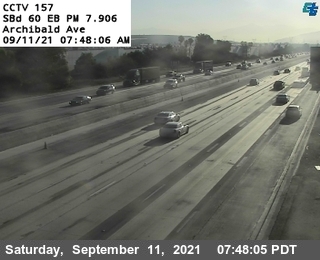 CCTV 157
SBd 60 EB PM 7.906
Archibald Ave
09/11/21 07:48:06 AM
Saturday, September 11, 2021 07:48:05 PDT